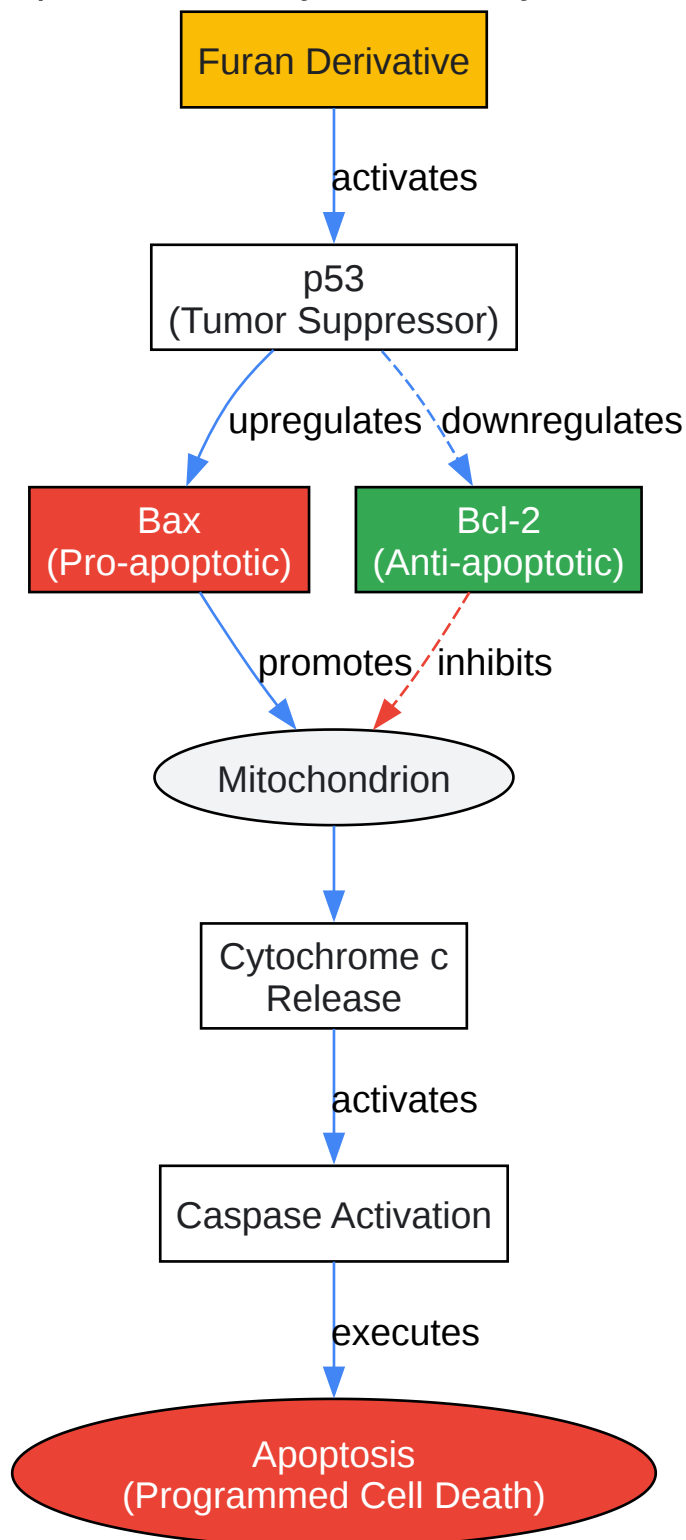 Furan Derivative
activates
p53
(Tumor Suppressor)
upregulates
downregulates
Bax
(Pro-apoptotic)
Bcl-2
(Anti-apoptotic)
promotes
inhibits
Mitochondrion
Cytochrome c
Release
activates
Caspase Activation
executes
Apoptosis
(Programmed Cell Death)